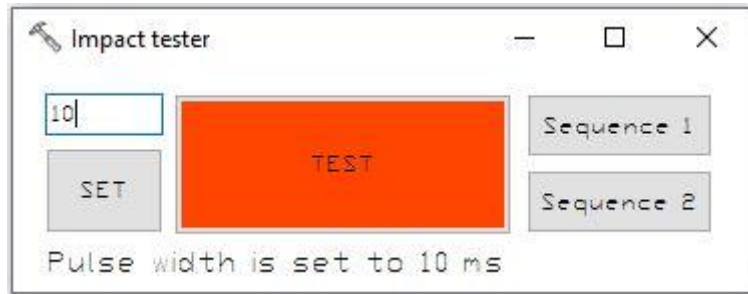 Impact tester
10
TEST
Sequence 1
SET
Sequence 2
Pulse width is set to 10 ms